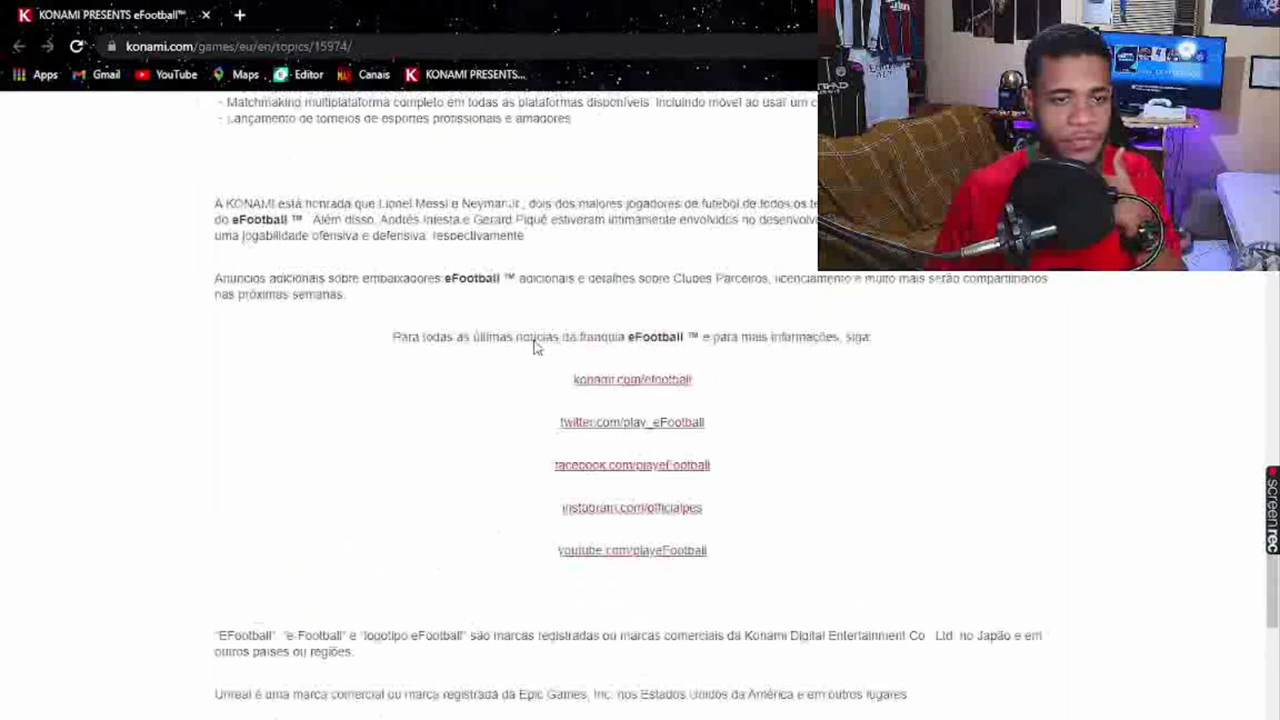 KONAMI PRESENTS eFootball™
konami.com/games/eu/en/topics/15974/
Apps Gmail YouTube Maps Editor Canais KONAMI PRESENTS...
- Matchmaking multiplataforma completo em todas as plataformas disponíveis Incluindo móvel ao usar um c
- Lançamento de torneios de esportes profissionais e amadores
A KONAMI está honrada que Lionel Messi e Neymar Jr., dois dos maiores jogadores de futebol de todos os te
do eFootball ™ Além disso, Andrés Iniesta e Gerard Piqué estiveram intimamente envolvidos no desenvolv
uma jogabilidade ofensiva e defensiva, respectivamente
Anúncios adicionais sobre embaixadores eFootball ™ adicionais e detalhes sobre Clubes Parceiros, licenciamento e muito mais serão compartilhados
nas próximas semanas.
Para todas as últimas notícias da franquia eFootball ™ e para mais informações, siga:
konami.com/efootball
twitter.com/play_eFootball
facebook.com/playeFootball
instagram.com/officialpes
youtube.com/playeFootball
"EFootball" "e-Football" e "logotipo eFootball" são marcas registradas ou marcas comerciais da Konami Digital Entertainment Co Ltd no Japão e em
outros países ou regiões.
Unreal é uma marca comercial ou marca registrada da Epic Games, Inc. nos Estados Unidos da América e em outros lugares
screenrec